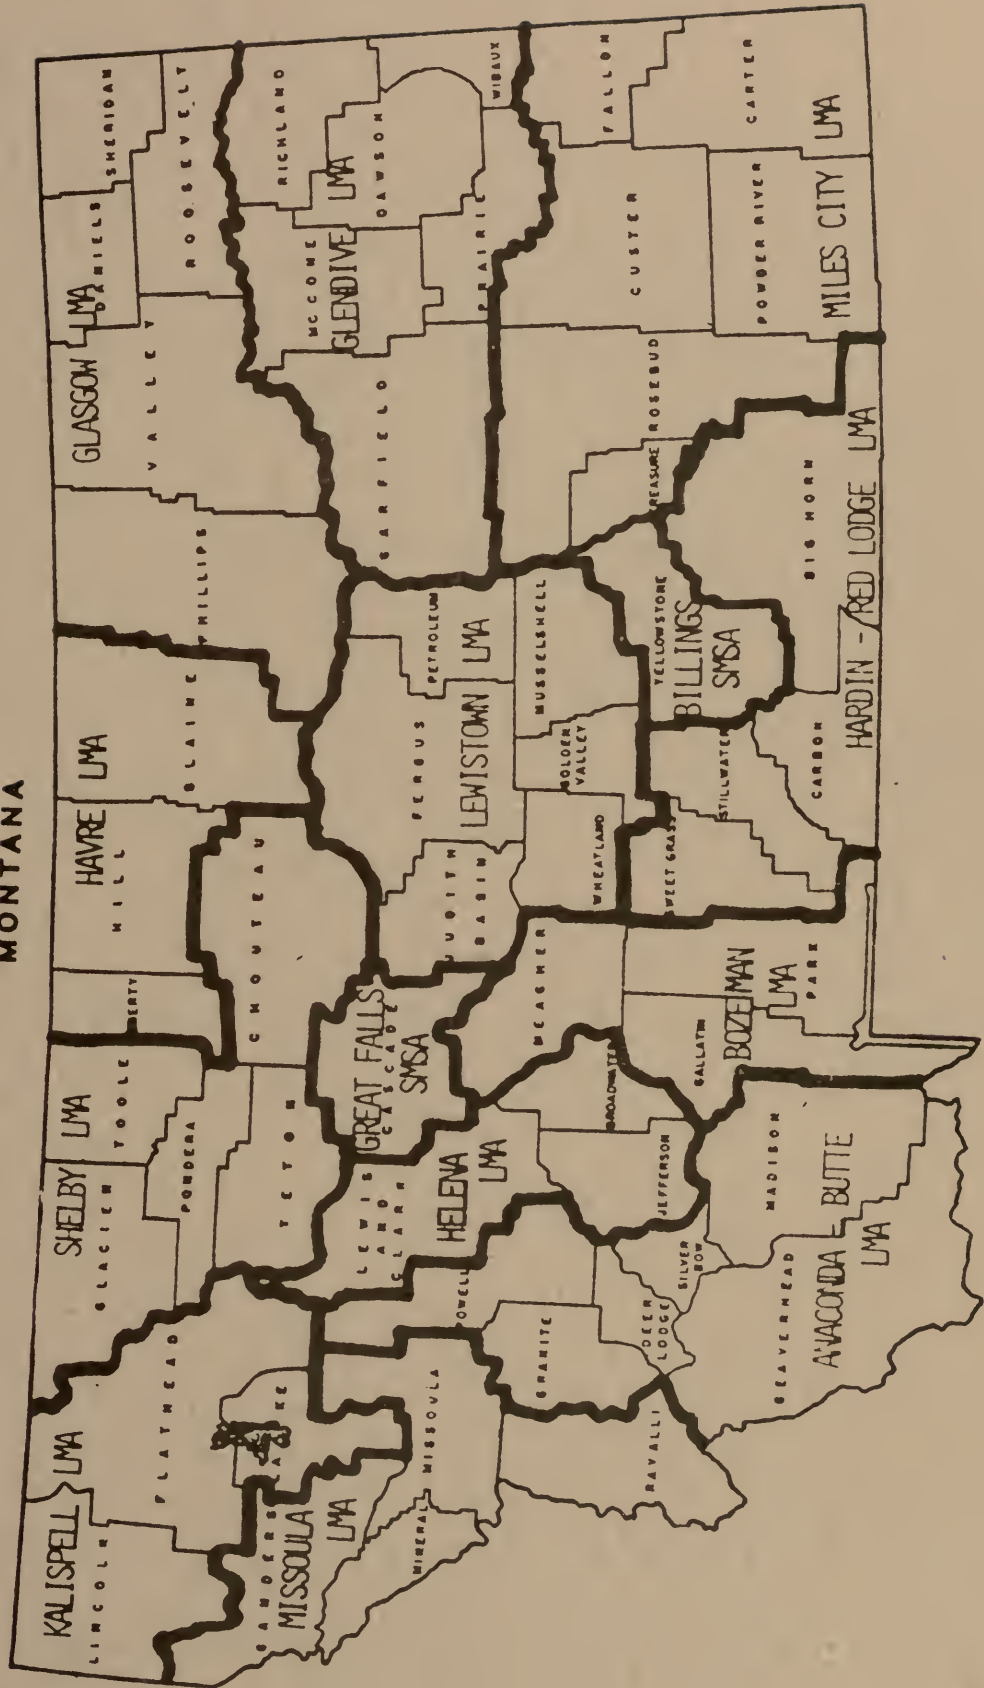 MONTANA
KALISPELL LMA
LINCOLN
FLATHEAD
LAKE
SANDERS
MISSOULA
LMA
MINERAL
MISSOULA
RAVALLI
GRANITE
POWELL
DEER
LODGE
SILVER
BOW
BEAVERHEAD
ANACONDA - BUTTE
LMA
MADISON
JEFFERSON
BROADWATER
LEWIS
AND
CLARK
HELENA
LMA
SHELBY LMA
GLACIER
TOOLE
PONDERA
TETON
GREAT FALLS
CASCADE
SMSA
CHOUTEAU
HAVRE LMA
HILL
BLAINE
MEAGHER
GALLATIN
BOZEMAN
LMA
PARK
JUDITH
BASIN
FERGUS
LEWISTOWN LMA
PETROLEUM
MUSSELSHELL
GOLDEN
VALLEY
WHEATLAND
SWEET GRASS
STILLWATER
CARBON
YELLOWSTONE
BILLINGS
SMSA
BIG HORN
HARDIN - RED LODGE LMA
PHILLIPS
GLASGOW LMA
VALLEY
DANIELS
SHERIDAN
ROOSEVELT
GARFIELD
MCCONE
GLENDIVE LMA
RICHLAND
DAWSON
PRAIRIE
WIBAUX
TREASURE
ROSEBUD
CUSTER
FALLON
POWDER RIVER
CARTER
MILES CITY LMA